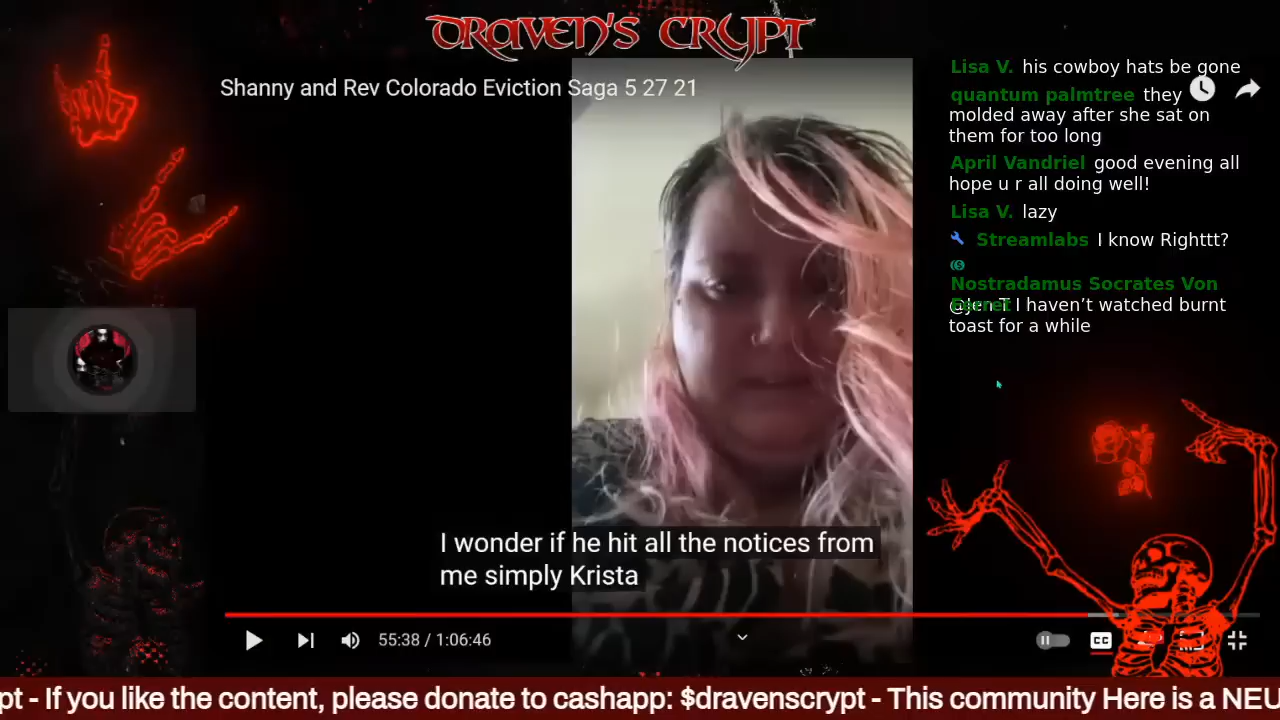 DRAVEN'S CRYPT
Shanny and Rev Colorado Eviction Saga 5 27 21
Lisa V. his cowboy hats be gone
quantum palmtree they
molded away after she sat on
them for too long
April Vandriel good evening all
hope u r all doing well!
Lisa V. lazy
Streamlabs I know Righttt?
Nostradamus Socrates Von
Ferret @Jen T I haven't watched burnt
toast for a while
I wonder if he hit all the notices from
me simply Krista
55:38 / 1:06:46
CC
pt - If you like the content, please donate to cashapp: $dravenscrypt - This community Here is a NEU